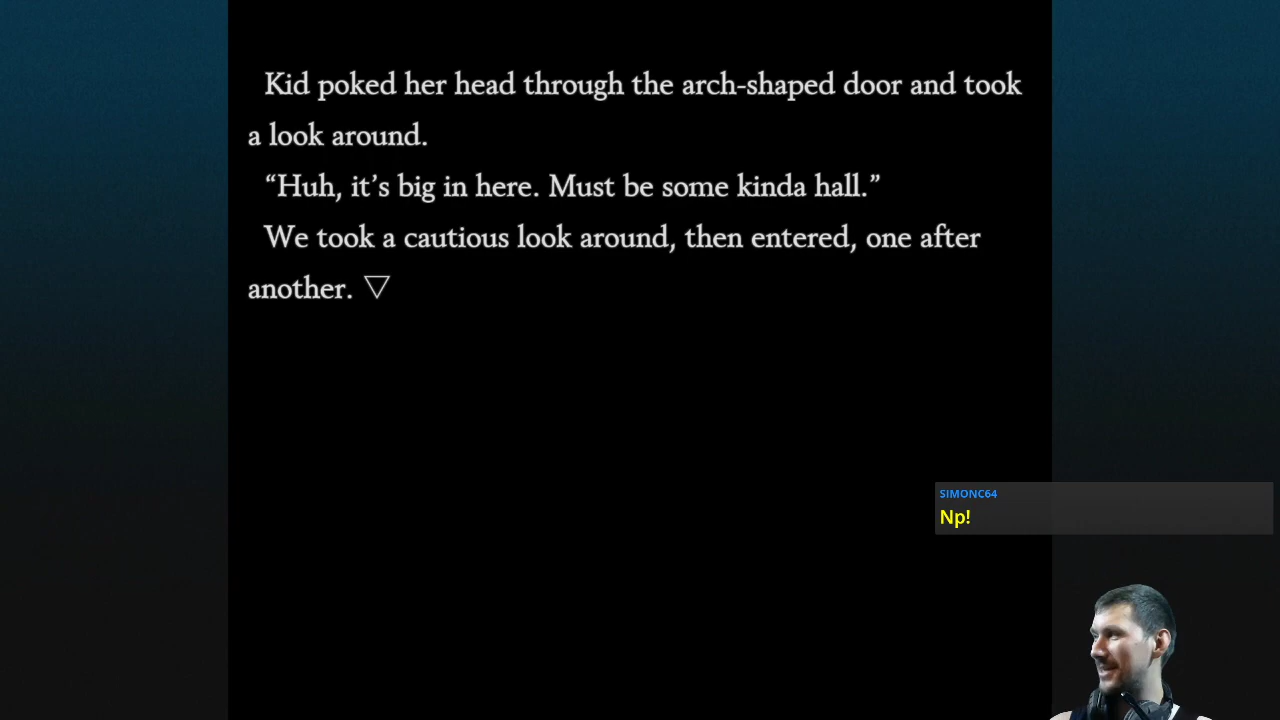 Kid poked her head through the arch-shaped door and took
a look around.
“Huh, it’s big in here. Must be some kinda hall.”
We took a cautious look around, then entered, one after
another. ▽
SIMONC64
Np!